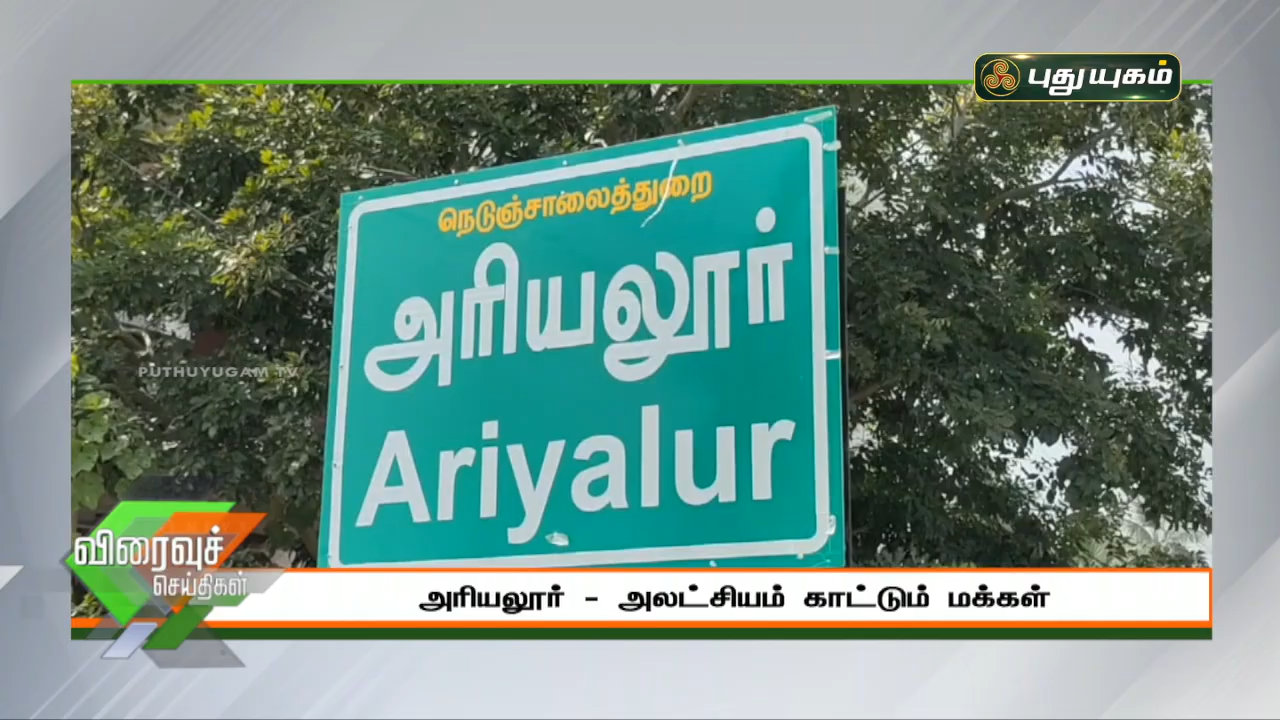 புதுயுகம்
நெடுஞ்சாலைத்துறை
அரியலூர்
Ariyalur
PUTHUYUGAM TV
விரைவுச்
செய்திகள்
அரியலூர் - அலட்சியம் காட்டும் மக்கள்